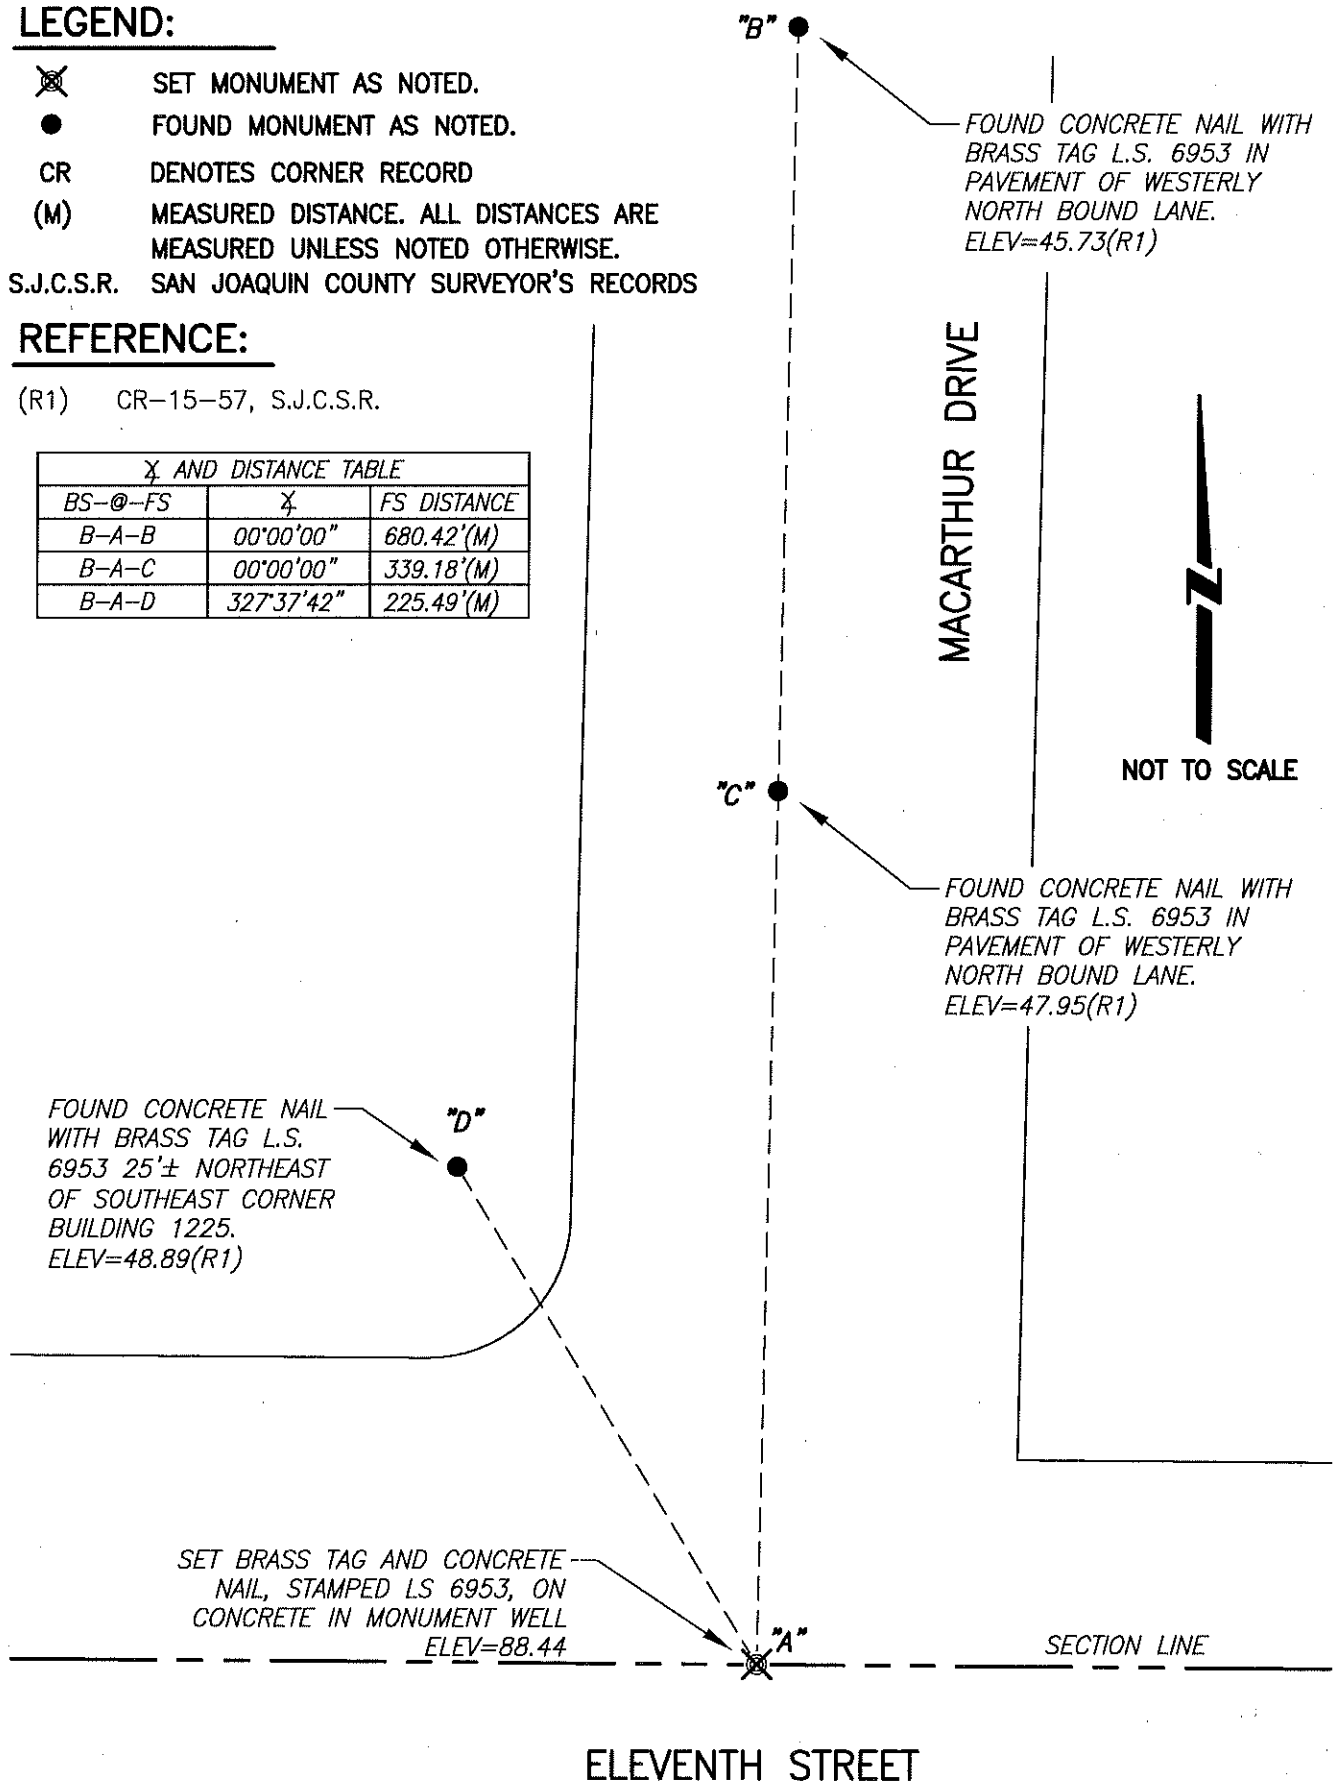 LEGEND:
SET MONUMENT AS NOTED.
FOUND MONUMENT AS NOTED.
CR DENOTES CORNER RECORD
(M) MEASURED DISTANCE. ALL DISTANCES ARE
MEASURED UNLESS NOTED OTHERWISE.
S.J.C.S.R. SAN JOAQUIN COUNTY SURVEYOR'S RECORDS
REFERENCE:
(R1) CR-15-57, S.J.C.S.R.
∡ AND DISTANCE TABLE
BS-@-FS ∡ FS DISTANCE
B-A-B 00°00'00" 680.42'(M)
B-A-C 00°00'00" 339.18'(M)
B-A-D 327°37'42" 225.49'(M)
"B"
FOUND CONCRETE NAIL WITH
BRASS TAG L.S. 6953 IN
PAVEMENT OF WESTERLY
NORTH BOUND LANE.
ELEV=45.73(R1)
MACARTHUR DRIVE
Z
NOT TO SCALE
"C"
FOUND CONCRETE NAIL WITH
BRASS TAG L.S. 6953 IN
PAVEMENT OF WESTERLY
NORTH BOUND LANE.
ELEV=47.95(R1)
"D"
FOUND CONCRETE NAIL
WITH BRASS TAG L.S.
6953 25'± NORTHEAST
OF SOUTHEAST CORNER
BUILDING 1225.
ELEV=48.89(R1)
SET BRASS TAG AND CONCRETE
NAIL, STAMPED LS 6953, ON
CONCRETE IN MONUMENT WELL
ELEV=88.44
"A"
SECTION LINE
ELEVENTH STREET